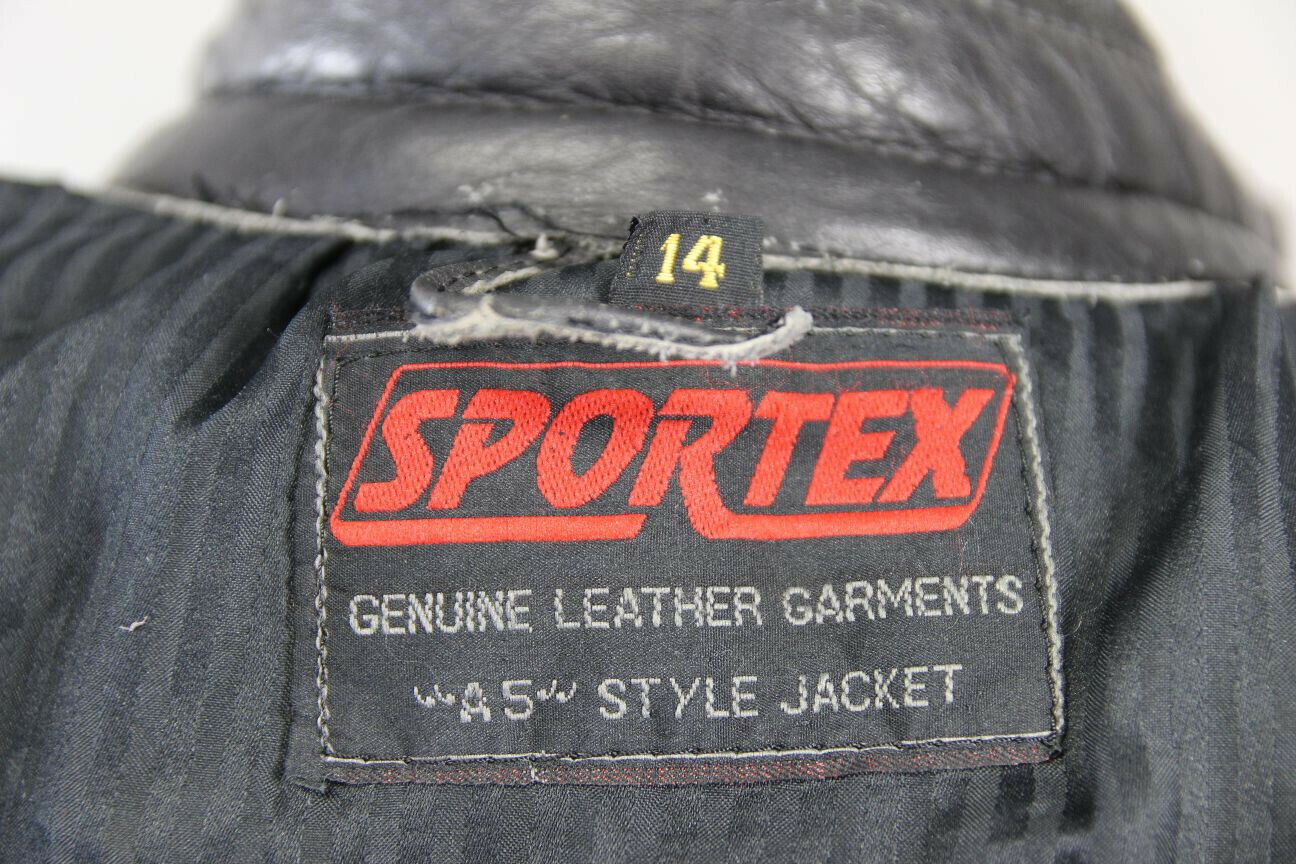 14
SPORTEX
GENUINE LEATHER GARMENTS
"A5" STYLE JACKET